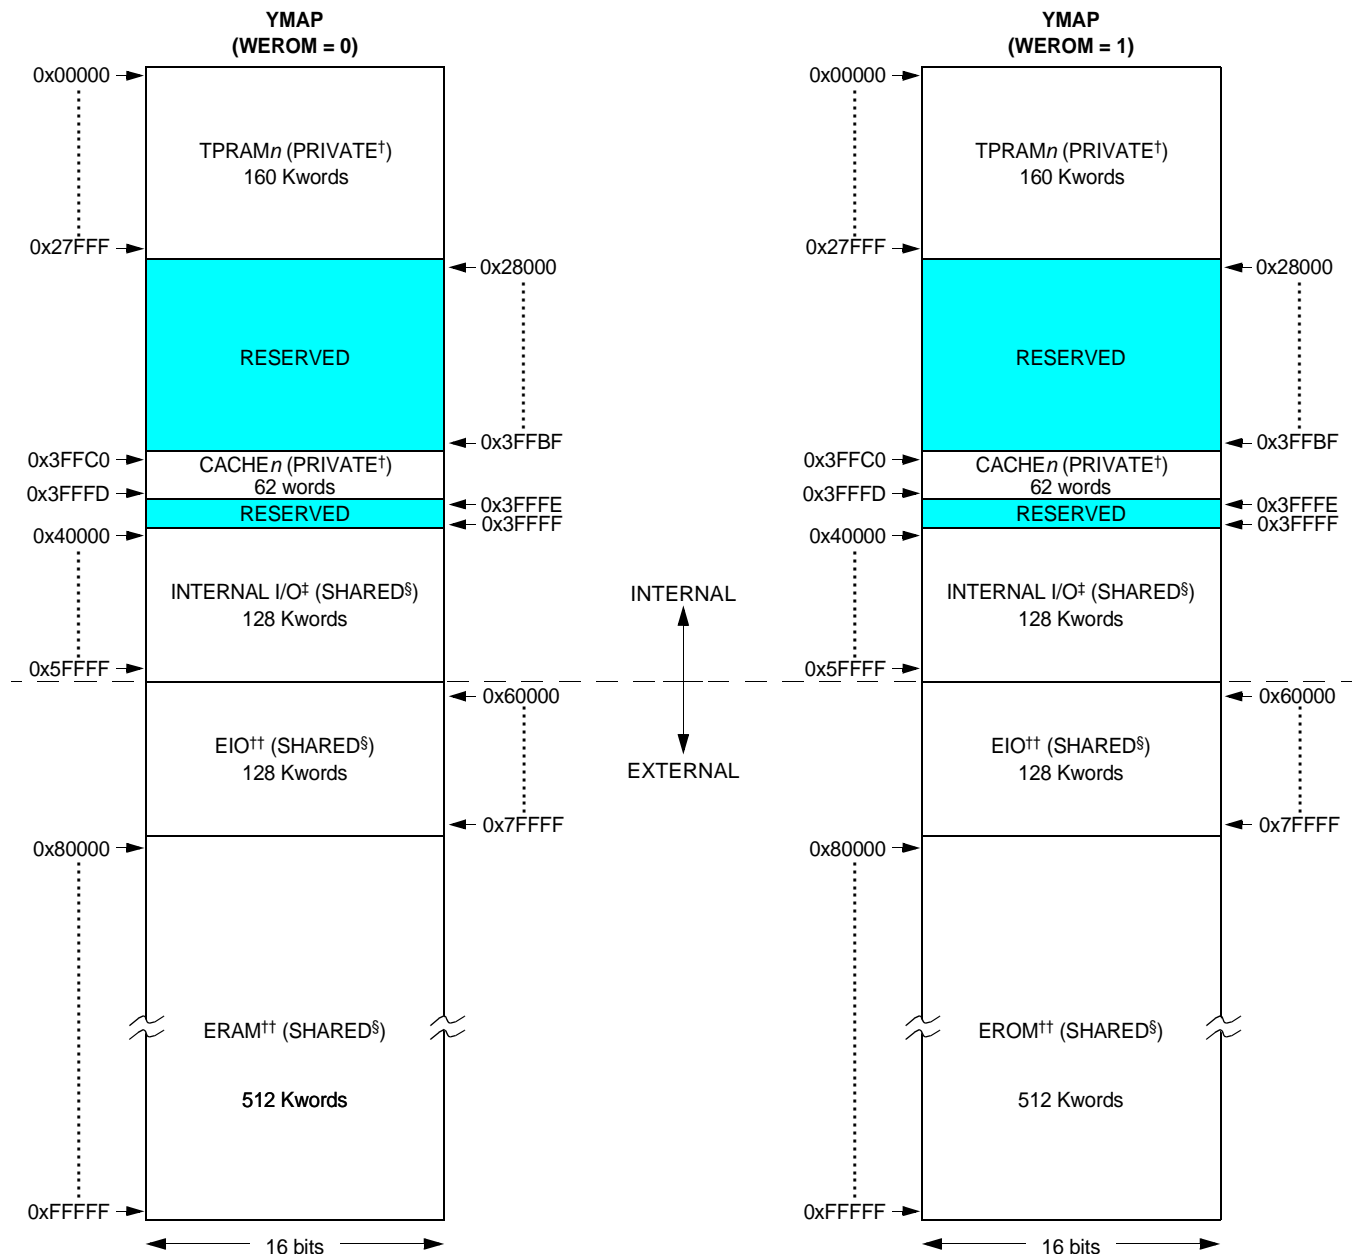 YMAP
(WEROM = 0)
0x00000
TPRAMn (PRIVATE†)
160 Kwords
0x27FFF
0x28000
RESERVED
0x3FFBF
0x3FFC0
CACHEn (PRIVATE†)
62 words
0x3FFFD
0x3FFFE
RESERVED
0x3FFFF
0x40000
INTERNAL I/O‡ (SHARED§)
128 Kwords
0x5FFFF
0x60000
EIO†† (SHARED§)
128 Kwords
0x7FFFF
0x80000
ERAM†† (SHARED§)
512 Kwords
0xFFFFF
16 bits
INTERNAL
EXTERNAL
YMAP
(WEROM = 1)
0x00000
TPRAMn (PRIVATE†)
160 Kwords
0x27FFF
0x28000
RESERVED
0x3FFBF
0x3FFC0
CACHEn (PRIVATE†)
62 words
0x3FFFD
0x3FFFE
RESERVED
0x3FFFF
0x40000
INTERNAL I/O‡ (SHARED§)
128 Kwords
0x5FFFF
0x60000
EIO†† (SHARED§)
128 Kwords
0x7FFFF
0x80000
EROM†† (SHARED§)
512 Kwords
0xFFFFF
16 bits